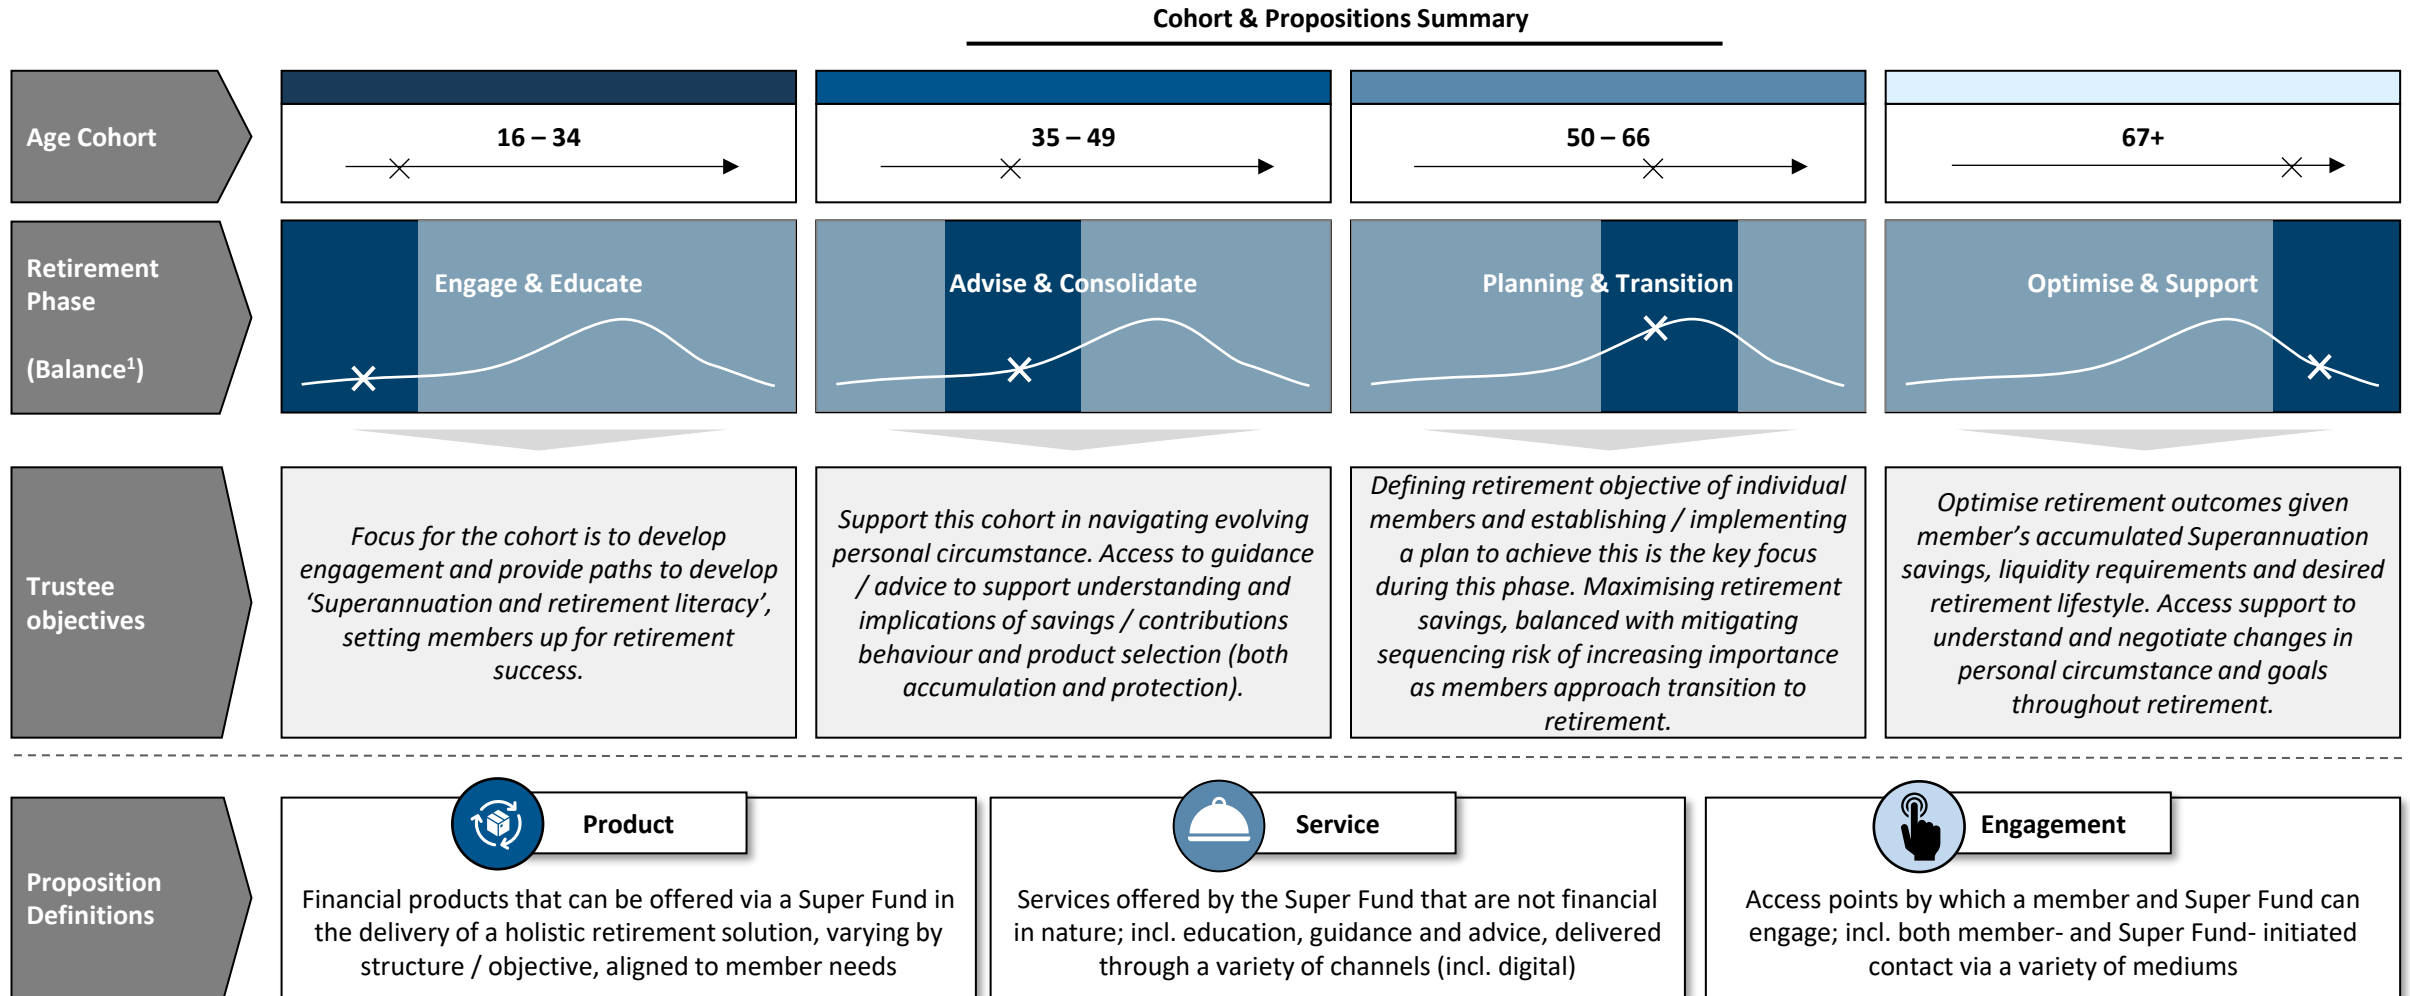 Cohort & Propositions Summary
Age Cohort
16 – 34
35 – 49
50 – 66
67+
Retirement
Phase
(Balance¹)
Engage & Educate
Advise & Consolidate
Planning & Transition
Optimise & Support
Trustee
objectives
Focus for the cohort is to develop
engagement and provide paths to develop
‘Superannuation and retirement literacy’,
setting members up for retirement
success.
Support this cohort in navigating evolving
personal circumstance. Access to guidance
/ advice to support understanding and
implications of savings / contributions
behaviour and product selection (both
accumulation and protection).
Defining retirement objective of individual
members and establishing / implementing
a plan to achieve this is the key focus
during this phase. Maximising retirement
savings, balanced with mitigating
sequencing risk of increasing importance
as members approach transition to
retirement.
Optimise retirement outcomes given
member’s accumulated Superannuation
savings, liquidity requirements and desired
retirement lifestyle. Access support to
understand and negotiate changes in
personal circumstance and goals
throughout retirement.
Proposition
Definitions
Product
Financial products that can be offered via a Super Fund in
the delivery of a holistic retirement solution, varying by
structure / objective, aligned to member needs
Service
Services offered by the Super Fund that are not financial
in nature; incl. education, guidance and advice, delivered
through a variety of channels (incl. digital)
Engagement
Access points by which a member and Super Fund can
engage; incl. both member- and Super Fund- initiated
contact via a variety of mediums